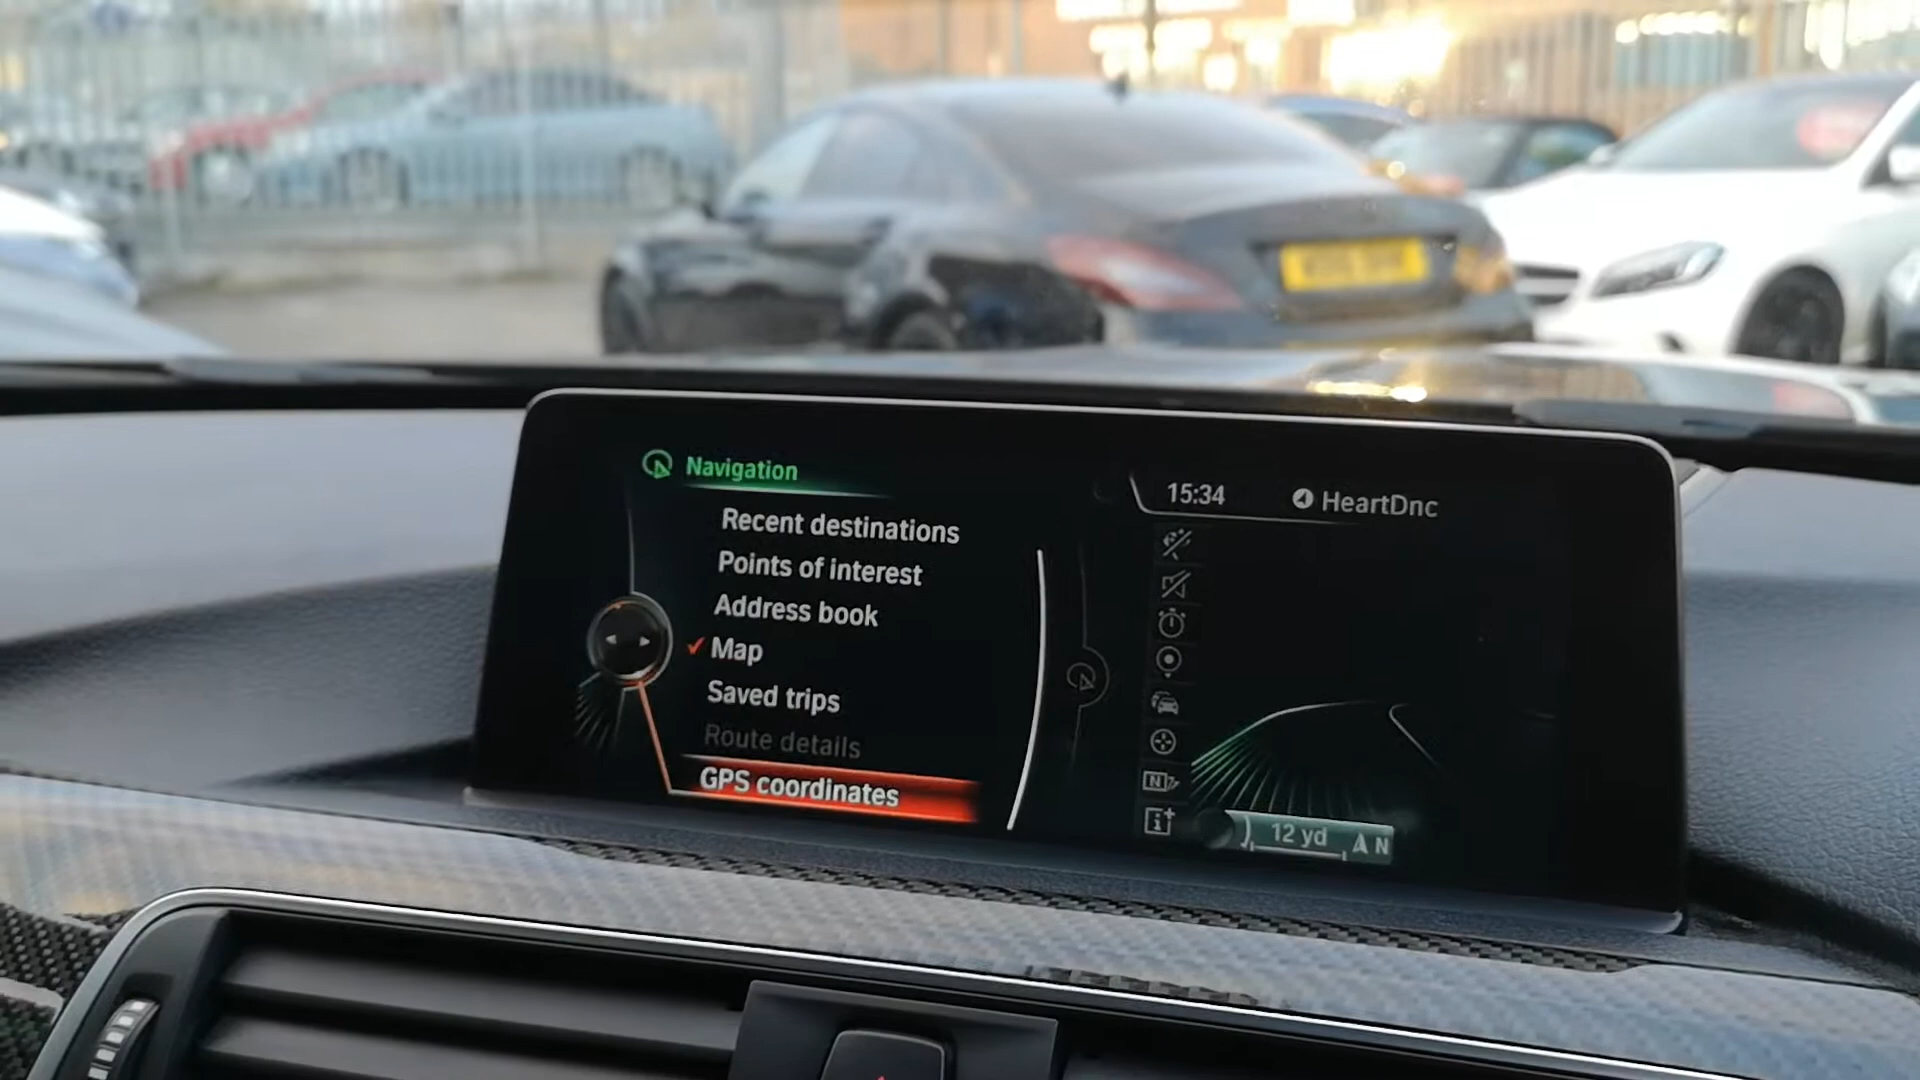 Navigation
Recent destinations
Points of interest
Address book
Map
Saved trips
Route details
GPS coordinates
15:34
HeartDnc
N
i
12 yd
N